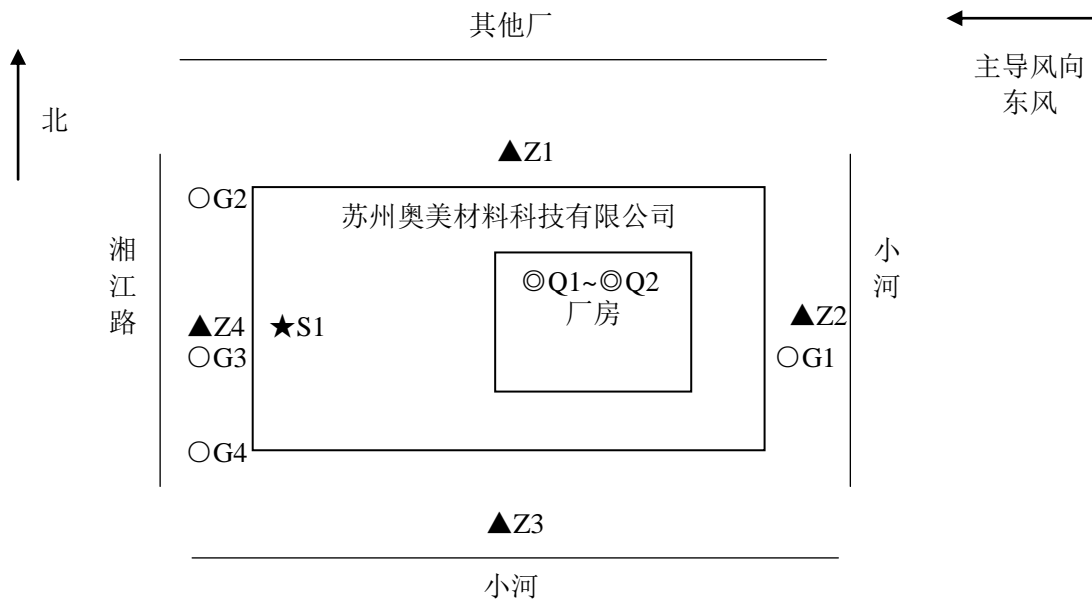 其他厂
主导风向
东风
北
▲Z1
○G2
苏州奥美材料科技有限公司
湘江路
小河
◎Q1~◎Q2
厂房
▲Z4
★S1
▲Z2
○G3
○G1
○G4
▲Z3
小河